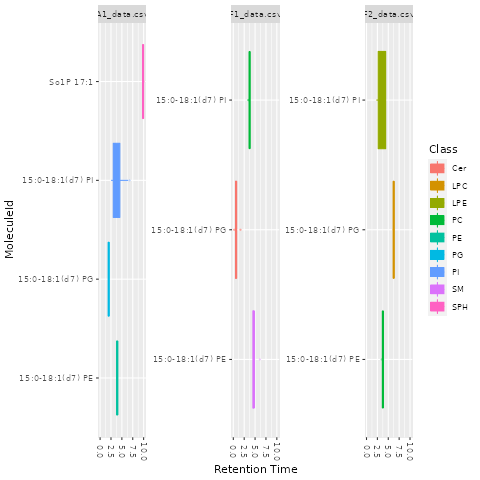 A1_data.csv
F1_data.csv
F2_data.csv
So1P 17:1
15:0-18:1(d7) PI
15:0-18:1(d7) PG
15:0-18:1(d7) PE
15:0-18:1(d7) PI
15:0-18:1(d7) PG
15:0-18:1(d7) PE
15:0-18:1(d7) PI
15:0-18:1(d7) PG
15:0-18:1(d7) PE
MoleculeId
0.0
2.5
5.0
7.5
10.0
0.0
2.5
5.0
7.5
10.0
0.0
2.5
5.0
7.5
10.0
Retention Time
Class
Cer
LPC
LPE
PC
PE
PG
PI
SM
SPH